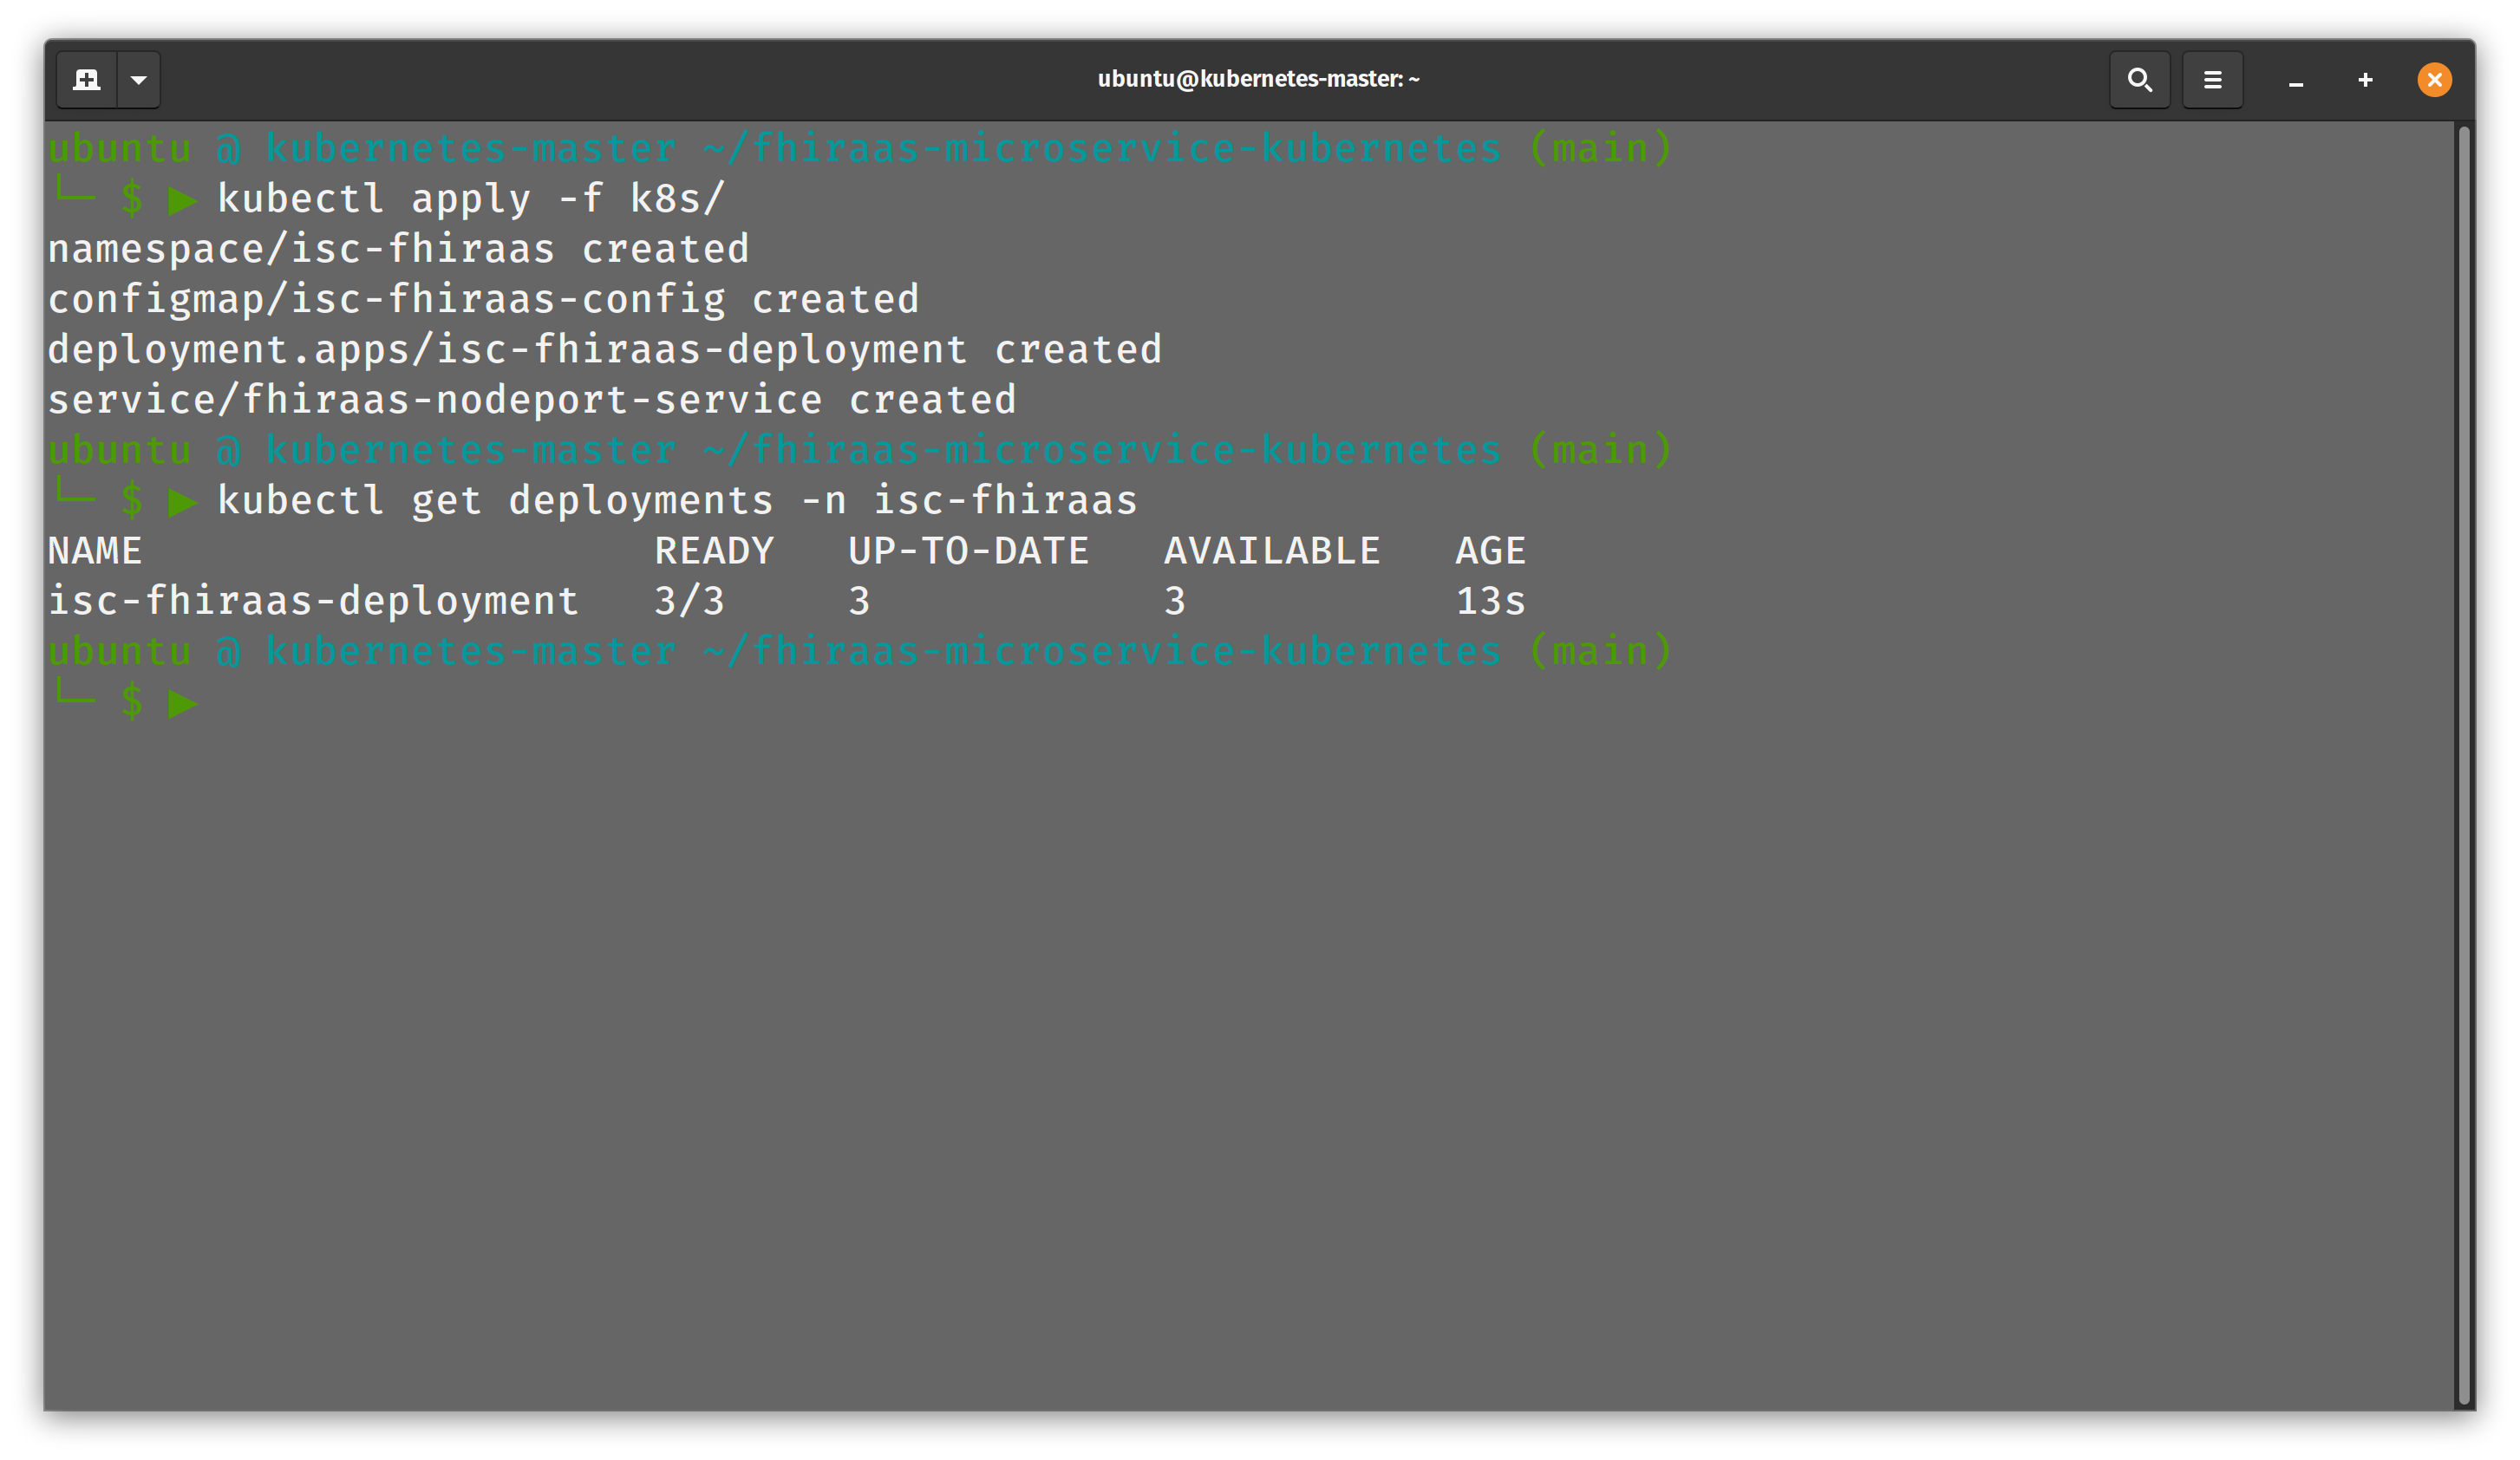 ubuntu@kubernetes-master: ~
ubuntu @ kubernetes-master ~/fhiraas-microservice-kubernetes (main)
└─ $ ▶ kubectl apply -f k8s/
namespace/isc-fhiraas created
configmap/isc-fhiraas-config created
deployment.apps/isc-fhiraas-deployment created
service/fhiraas-nodeport-service created
ubuntu @ kubernetes-master ~/fhiraas-microservice-kubernetes (main)
└─ $ ▶ kubectl get deployments -n isc-fhiraas
NAME                     READY   UP-TO-DATE   AVAILABLE   AGE
isc-fhiraas-deployment   3/3     3            3           13s
ubuntu @ kubernetes-master ~/fhiraas-microservice-kubernetes (main)
└─ $ ▶